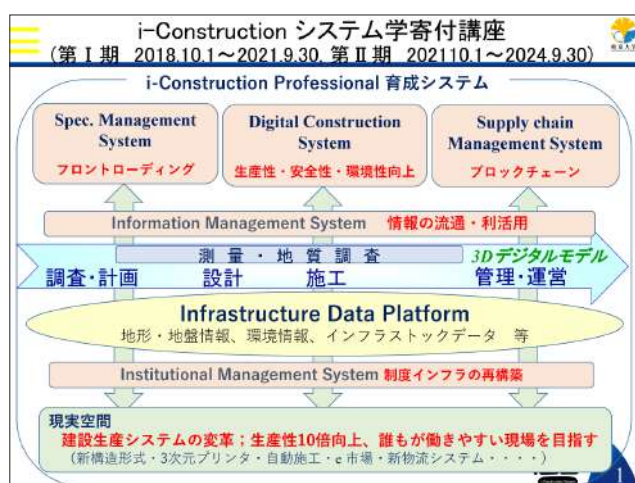 i-Construction システム学寄付講座
(第Ⅰ期 2018.10.1～2021.9.30, 第Ⅱ期 202110.1～2024.9.30)
i-Construction Professional 育成システム
Spec. Management
System
フロントローディング
Digital Construction
System
生産性・安全性・環境性向上
Supply chain
Management System
ブロックチェーン
Information Management System 情報の流通・利活用
測量・地質調査
3Dデジタルモデル
調査・計画 設計 施工 管理・運営
Infrastructure Data Platform
地形・地盤情報、環境情報、インフラストックデータ 等
Institutional Management System 制度インフラの再構築
現実空間
建設生産システムの変革；生産性10倍向上、誰もが働きやすい現場を目指す
(新構造形式・3次元プリンタ・自動施工・e市場・新物流システム・・・・)
1